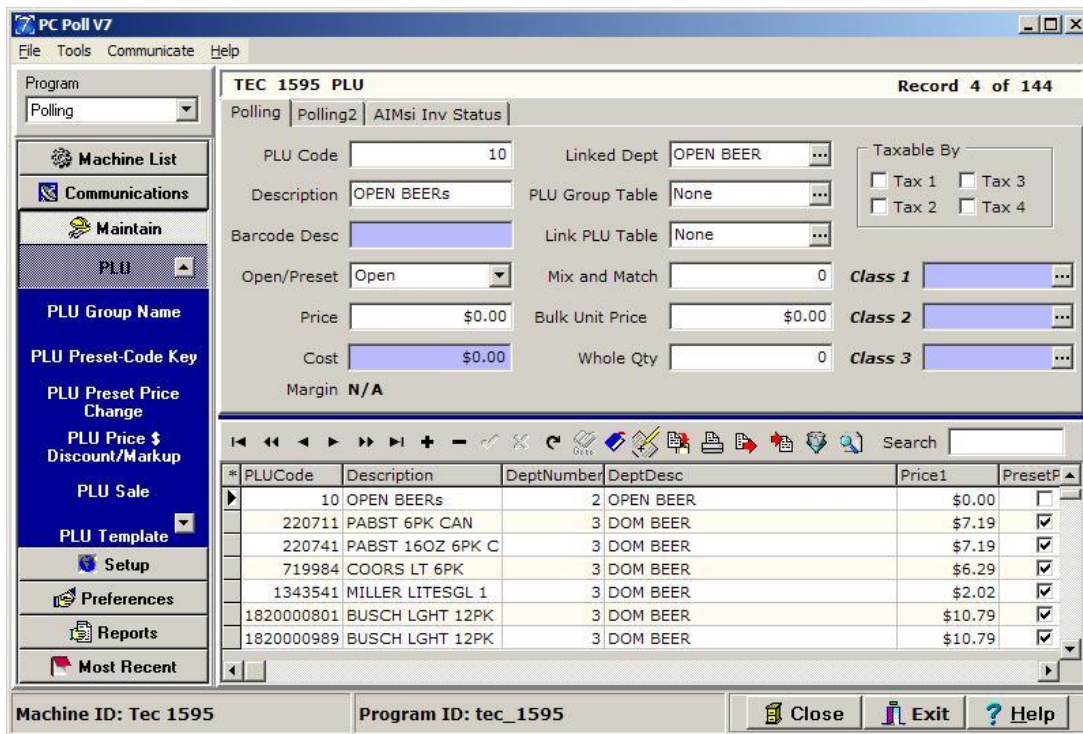 PC Poll V7
File Tools Communicate Help
Program
Polling
Machine List
Communications
Maintain
PLU
PLU Group Name
PLU Preset-Code Key
PLU Preset Price
Change
PLU Price $
Discount/Markup
PLU Sale
PLU Template
Setup
Preferences
Reports
Most Recent
TEC 1595 PLU Record 4 of 144
Polling Polling2 AIMsi Inv Status
PLU Code 10 Linked Dept OPEN BEER ... Taxable By
Tax 1 Tax 3
Description OPEN BEERs PLU Group Table None ...
Tax 2 Tax 4
Barcode Desc Link PLU Table None ...
Open/Preset Open Mix and Match 0 Class 1 ...
Price $0.00 Bulk Unit Price $0.00 Class 2 ...
Cost $0.00 Whole Qty 0 Class 3 ...
Margin N/A
Goto Search
* PLUCode Description DeptNumber DeptDesc Price1 PresetP
10 OPEN BEERs 2 OPEN BEER $0.00
220711 PABST 6PK CAN 3 DOM BEER $7.19
220741 PABST 16OZ 6PK C 3 DOM BEER $7.19
719984 COORS LT 6PK 3 DOM BEER $6.29
1343541 MILLER LITESGL 1 3 DOM BEER $2.02
1820000801 BUSCH LGHT 12PK 3 DOM BEER $10.79
1820000989 BUSCH LGHT 12PK 3 DOM BEER $10.79
Machine ID: Tec 1595 Program ID: tec_1595 Close Exit Help